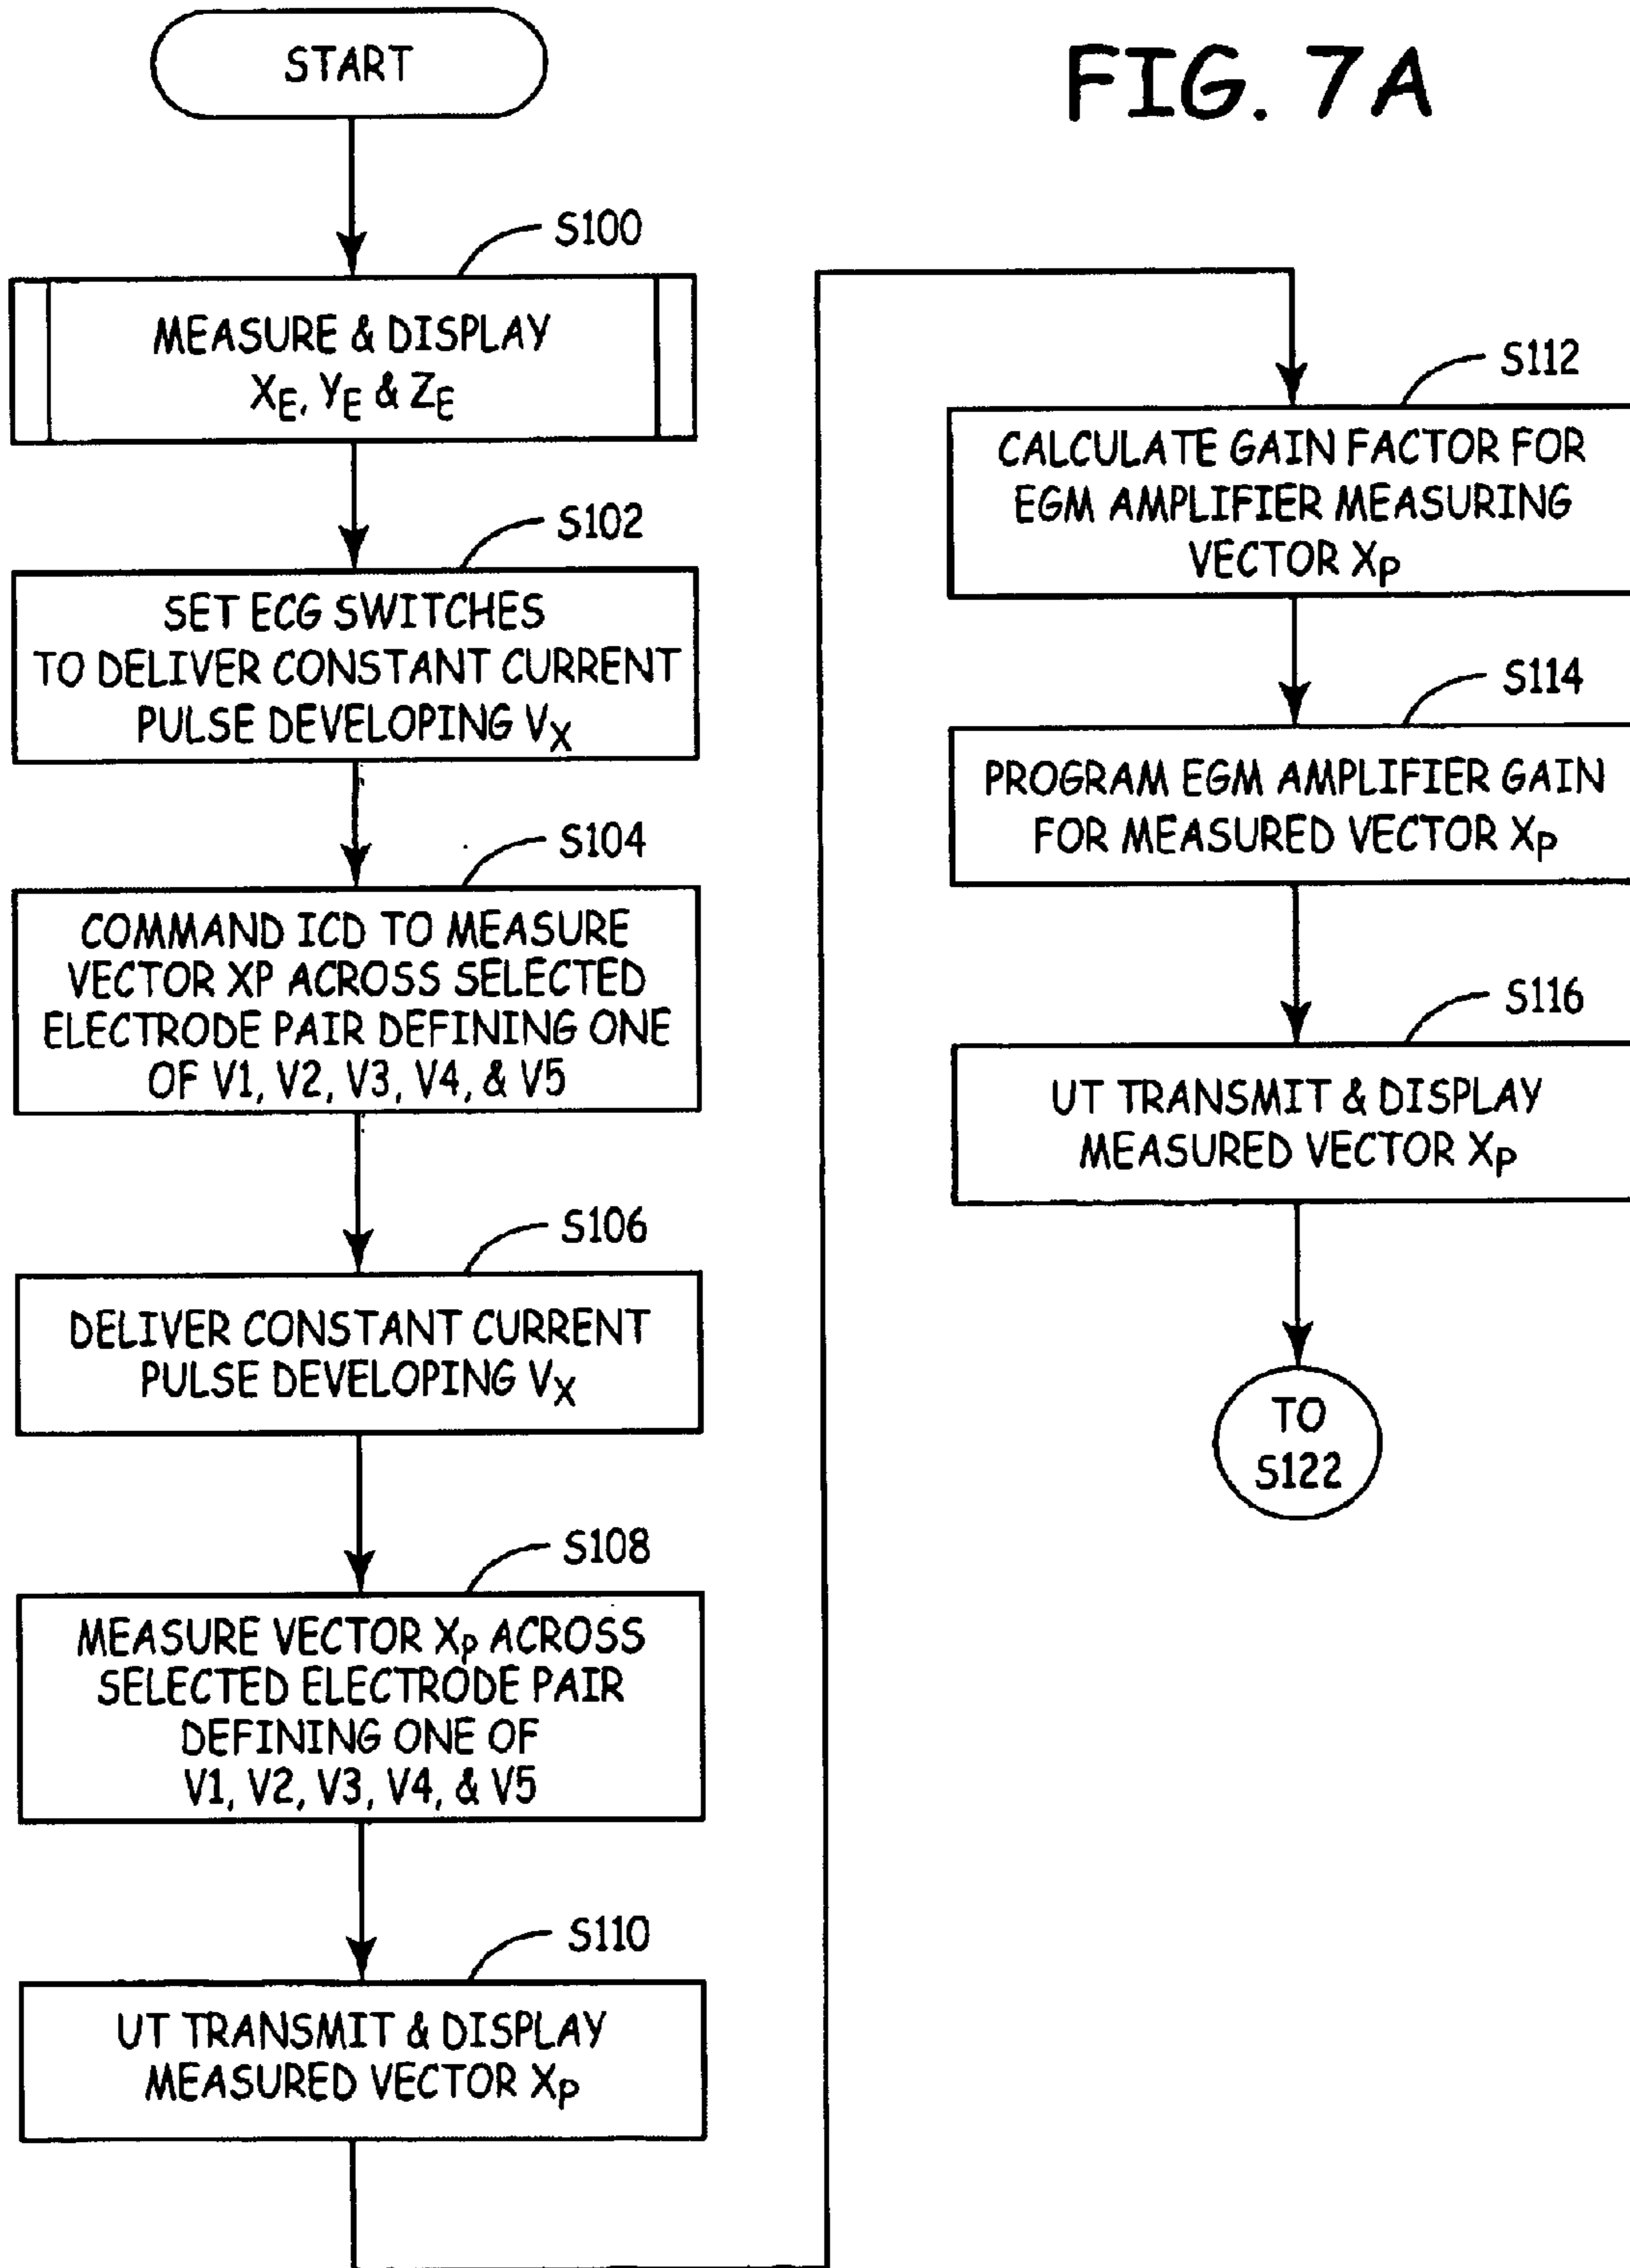 FIG. 7A
START
S100
MEASURE & DISPLAY
XE, YE & ZE
S102
SET ECG SWITCHES
TO DELIVER CONSTANT CURRENT
PULSE DEVELOPING VX
S104
COMMAND ICD TO MEASURE
VECTOR XP ACROSS SELECTED
ELECTRODE PAIR DEFINING ONE
OF V1, V2, V3, V4, & V5
S106
DELIVER CONSTANT CURRENT
PULSE DEVELOPING VX
S108
MEASURE VECTOR XP ACROSS
SELECTED ELECTRODE PAIR
DEFINING ONE OF
V1, V2, V3, V4, & V5
S110
UT TRANSMIT & DISPLAY
MEASURED VECTOR XP
S112
CALCULATE GAIN FACTOR FOR
EGM AMPLIFIER MEASURING
VECTOR XP
S114
PROGRAM EGM AMPLIFIER GAIN
FOR MEASURED VECTOR XP
S116
UT TRANSMIT & DISPLAY
MEASURED VECTOR XP
TO
S122